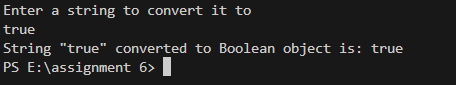 Enter a string to convert it to
true
String "true" converted to Boolean object is: true
PS E:\assignment 6>